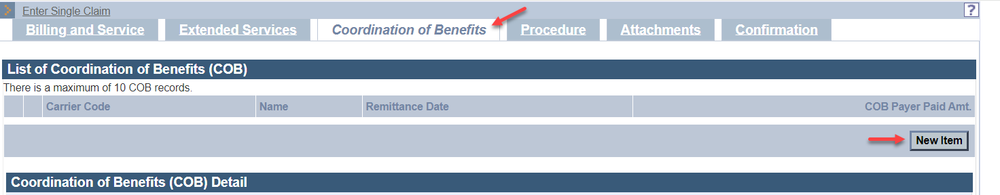 Enter Single Claim ?
Billing and Service Extended Services Coordination of Benefits Procedure Attachments Confirmation
List of Coordination of Benefits (COB)
There is a maximum of 10 COB records.
Carrier Code Name Remittance Date COB Payer Paid Amt.
New Item
Coordination of Benefits (COB) Detail